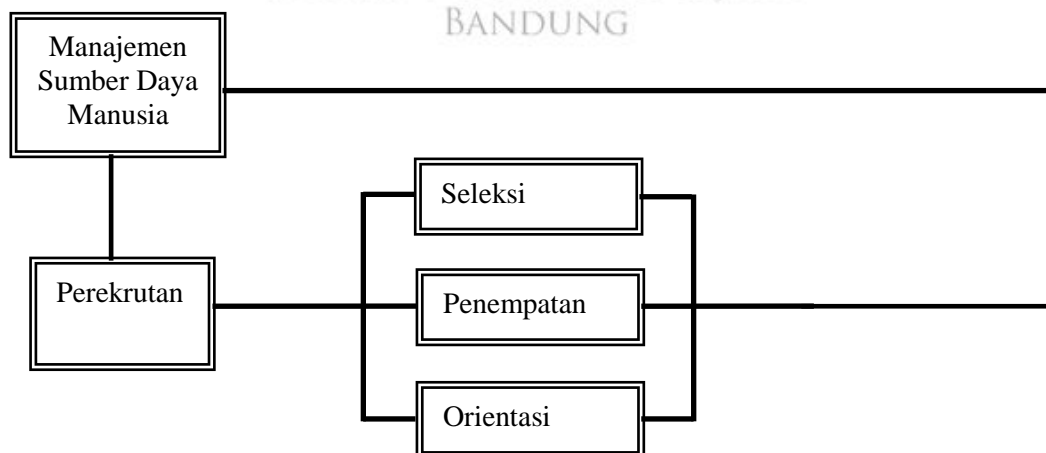 BANDUNG
Manajemen
Sumber Daya
Manusia
Seleksi
Perekrutan
Penempatan
Orientasi